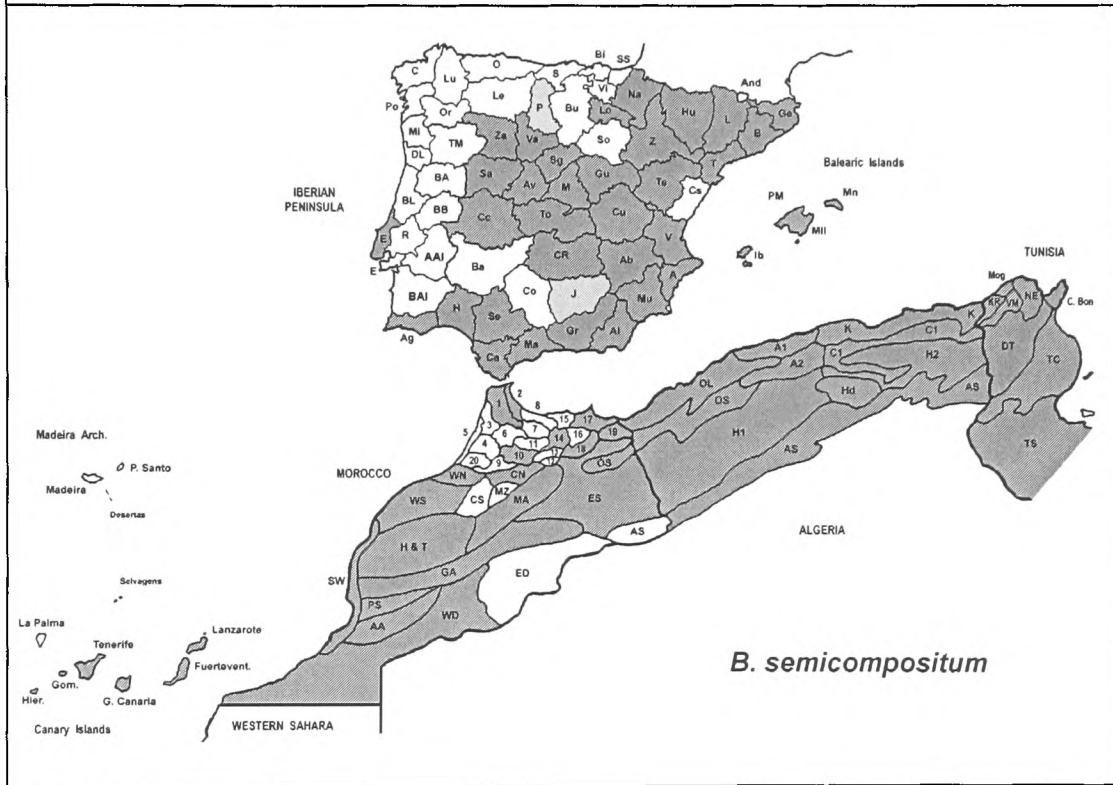 Bi
SS
O
S
C
Lu
Vi
Na
And
Le
P
Bu
Lo
Hu
L
Ge
Po
Or
B
Mi
TM
Za
Va
So
Z
T
DL
Sg
Balearic Islands
BA
Sa
Av
M
Gu
Te
Cs
PM
Mn
IBERIAN
PENINSULA
BL
BB
Cc
To
Cu
Mll
E
R
V
Ib
TUNISIA
AAl
Ba
CR
Ab
E
A
BAl
Co
J
Mu
Mog
NE
H
Se
KR
VM
C. Bon
Ag
Gr
Al
K
K
C1
Ca
Ma
A1
DT
A2
C1
H2
TC
OL
2
1
8
OS
Hd
AS
15
17
3
5
6
7
16
19
H1
TS
Madeira Arch.
4
11
14
18
P. Santo
20
9
10
12
OS
AS
MOROCCO
WN
CN
Madeira
MZ
ES
WS
CS
MA
Desertas
AS
ALGERIA
H & T
GA
ED
Selvagens
SW
PS
WD
La Palma
Lanzarote
AA
Tenerife
B. semicompositum
Fuertevent.
Gom.
Hier.
G. Canaria
Canary Islands
WESTERN SAHARA